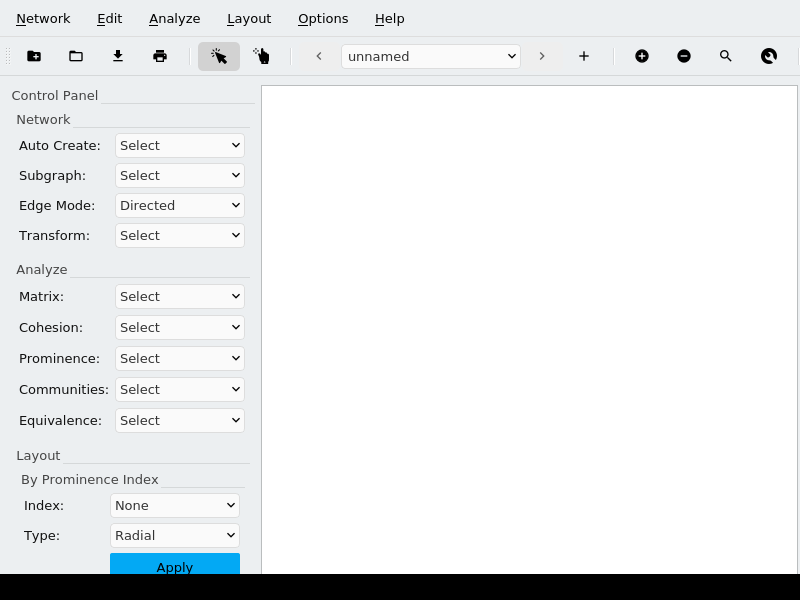 Network Edit Analyze Layout Options Help
unnamed
Control Panel
Network
Auto Create: Select
Subgraph: Select
Edge Mode: Directed
Transform: Select
Analyze
Matrix: Select
Cohesion: Select
Prominence: Select
Communities: Select
Equivalence: Select
Layout
By Prominence Index
Index: None
Type: Radial
Apply